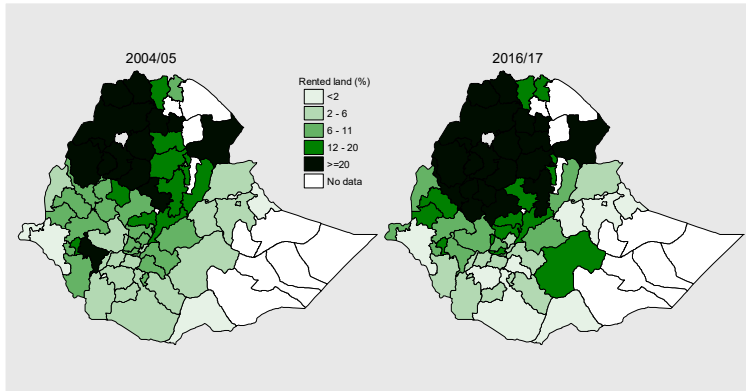 2004/05
2016/17
Rented land (%)
<2
2 - 6
6 - 11
12 - 20
>=20
No data